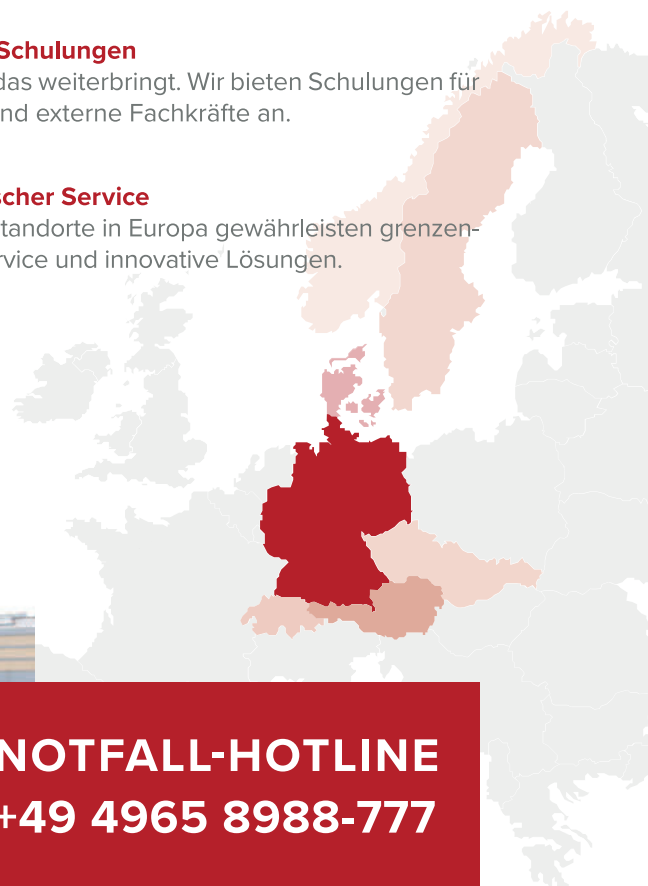 Schulungen
das weiterbringt. Wir bieten Schulungen für
nd externe Fachkräfte an.
scher Service
tandorte in Europa gewährleisten grenzen-
rvice und innovative Lösungen.
NOTFALL-HOTLINE
+49 4965 8988-777